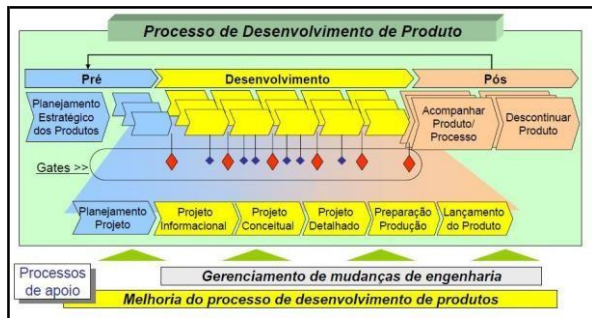 Processo de Desenvolvimento de Produto
Pré
Desenvolvimento
Pós
Planejamento
Estratégico
dos Produtos
Acompanhar
Produto/
Processo
Descontinuar
Produto
Gates >>
Planejamento
Projeto
Projeto
Informacional
Projeto
Conceitual
Projeto
Detalhado
Preparação
Produção
Lançamento
do Produto
Processos
de apoio
Gerenciamento de mudanças de engenharia
Melhoria do processo de desenvolvimento de produtos